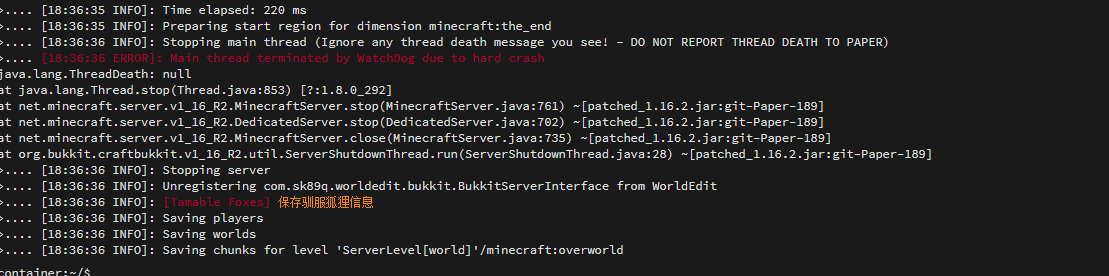 >.... [18:36:35 INFO]: Time elapsed: 220 ms
>.... [18:36:35 INFO]: Preparing start region for dimension minecraft:the_end
>.... [18:36:36 INFO]: Stopping main thread (Ignore any thread death message you see! - DO NOT REPORT THREAD DEATH TO PAPER)
>.... [18:36:36 ERROR]: Main thread terminated by WatchDog due to hard crash
java.lang.ThreadDeath: null
at java.lang.Thread.stop(Thread.java:853) [?:1.8.0_292]
at net.minecraft.server.v1_16_R2.MinecraftServer.stop(MinecraftServer.java:761) ~[patched_1.16.2.jar:git-Paper-189]
at net.minecraft.server.v1_16_R2.DedicatedServer.stop(DedicatedServer.java:702) ~[patched_1.16.2.jar:git-Paper-189]
at net.minecraft.server.v1_16_R2.MinecraftServer.close(MinecraftServer.java:735) ~[patched_1.16.2.jar:git-Paper-189]
at org.bukkit.craftbukkit.v1_16_R2.util.ServerShutdownThread.run(ServerShutdownThread.java:28) ~[patched_1.16.2.jar:git-Paper-189]
>.... [18:36:36 INFO]: Stopping server
>.... [18:36:36 INFO]: Unregistering com.sk89q.worldedit.bukkit.BukkitServerInterface from WorldEdit
>.... [18:36:36 INFO]: [Tamable Foxes] 保存驯服狐狸信息
>.... [18:36:36 INFO]: Saving players
>.... [18:36:36 INFO]: Saving worlds
>.... [18:36:36 INFO]: Saving chunks for level 'ServerLevel[world]'/minecraft:overworld
container:~/$